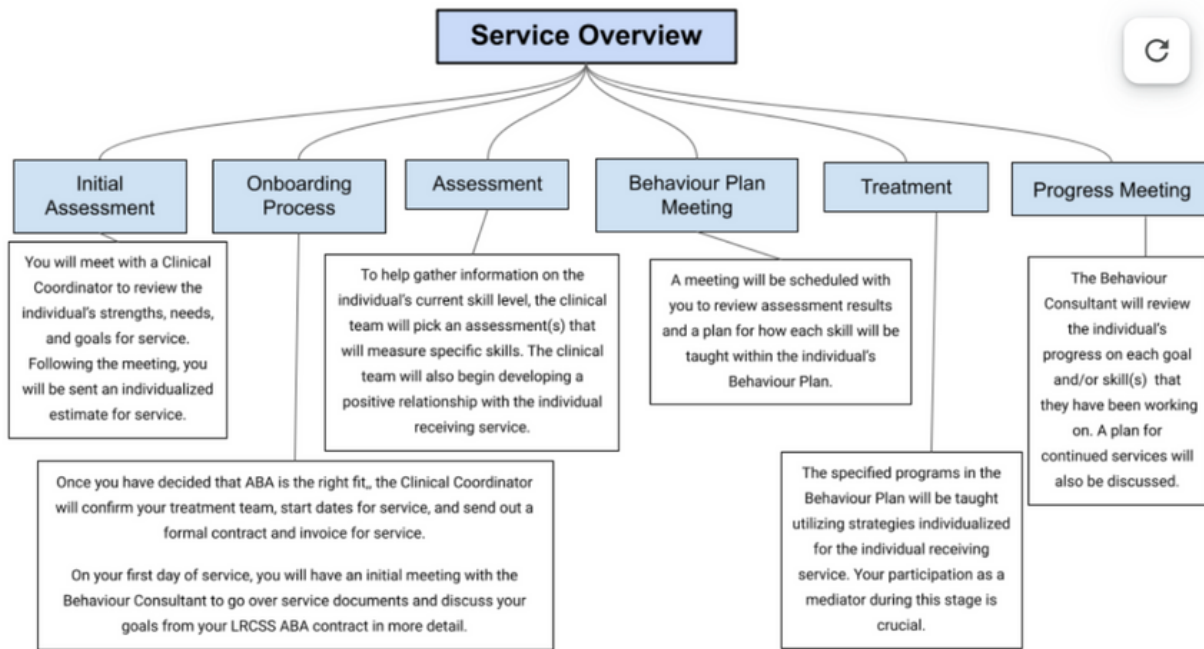 Service Overview
Initial
Assessment
Onboarding
Process
Assessment
Behaviour Plan
Meeting
Treatment
Progress Meeting
You will meet with a Clinical
Coordinator to review the
individual's strengths, needs,
and goals for service.
Following the meeting, you
will be sent an individualized
estimate for service.
Once you have decided that ABA is the right fit,, the Clinical Coordinator
will confirm your treatment team, start dates for service, and send out a
formal contract and invoice for service.
On your first day of service, you will have an initial meeting with the
Behaviour Consultant to go over service documents and discuss your
goals from your LRCSS ABA contract in more detail.
To help gather information on the
individual's current skill level, the clinical
team will pick an assessment(s) that
will measure specific skills. The clinical
team will also begin developing a
positive relationship with the individual
receiving service.
A meeting will be scheduled with
you to review assessment results
and a plan for how each skill will be
taught within the individual's
Behaviour Plan.
The specified programs in the
Behaviour Plan will be taught
utilizing strategies individualized
for the individual receiving
service. Your participation as a
mediator during this stage is
crucial.
The Behaviour
Consultant will review
the individual's
progress on each goal
and/or skill(s) that
they have been working
on. A plan for
continued services will
also be discussed.